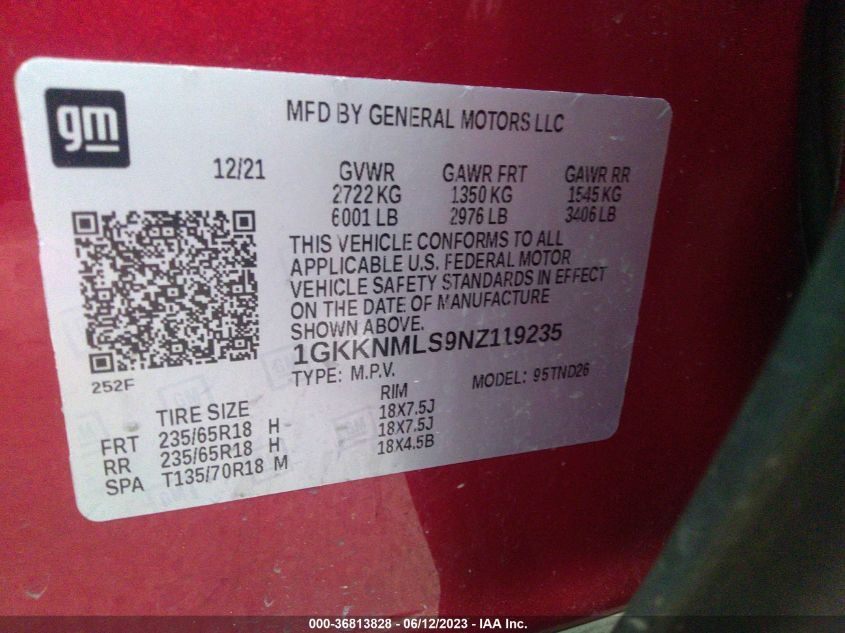 gm
MFD BY GENERAL MOTORS LLC
12/21 GVWR GAWR FRT GAWR RR
2722 KG 1350 KG 1545 KG
6001 LB 2976 LB 3406 LB
THIS VEHICLE CONFORMS TO ALL
APPLICABLE U.S. FEDERAL MOTOR
VEHICLE SAFETY STANDARDS IN EFFECT
ON THE DATE OF MANUFACTURE
SHOWN ABOVE.
1GKKNMLS9NZ119235
252F
TYPE: M.P.V. MODEL: 95TND26
TIRE SIZE RIM
FRT 235/65R18 H 18X7.5J
RR 235/65R18 H 18X7.5J
SPA T135/70R18 M 18X4.5B
000-36813828 - 06/12/2023 - IAA Inc.